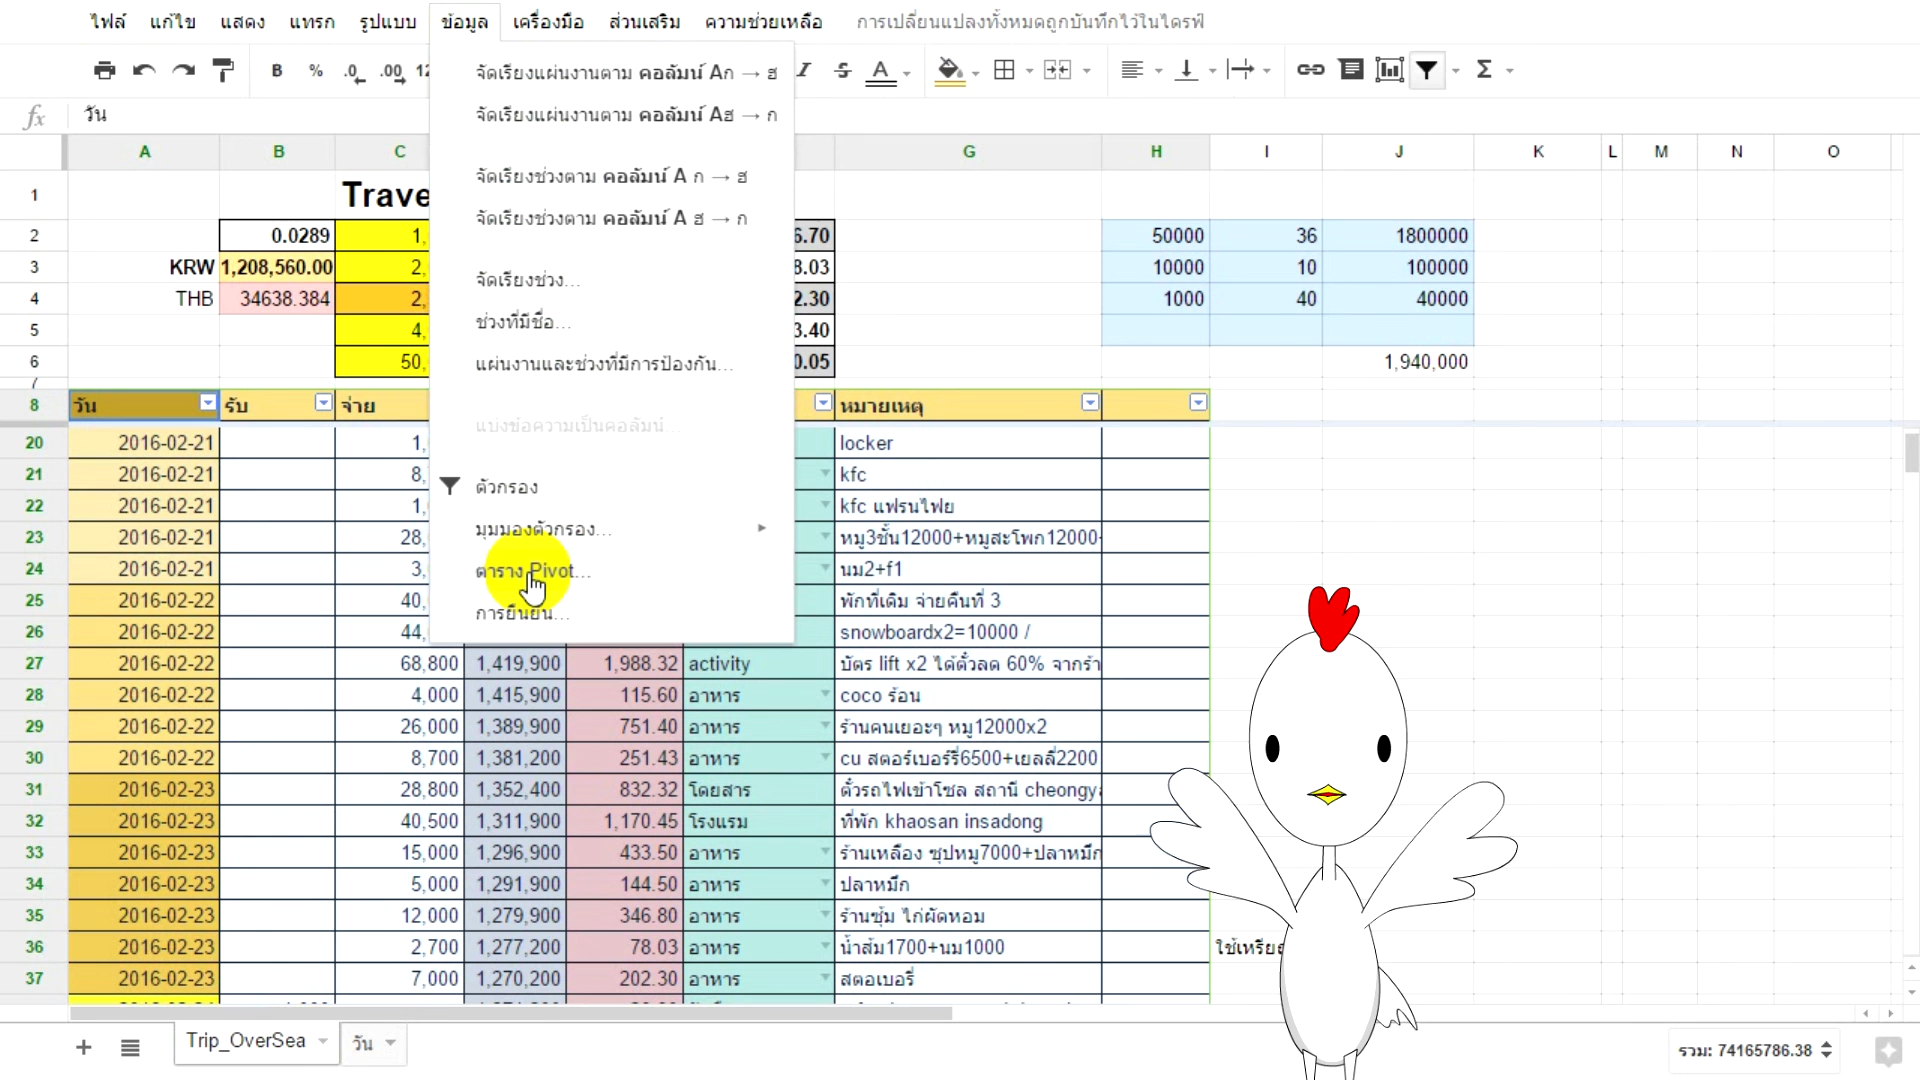 ไฟล์ แก้ไข แสดง แทรก รูปแบบ ข้อมูล เครื่องมือ ส่วนเสริม ความช่วยเหลือ การเปลี่ยนแปลงทั้งหมดถูกบันทึกไว้ในไดรฟ์
B % .0 .00 12 I S A Σ
fx วัน
จัดเรียงแผ่นงานตาม คอลัมน์ Aก → ฮ
จัดเรียงแผ่นงานตาม คอลัมน์ Aฮ → ก
จัดเรียงช่วงตาม คอลัมน์ A ก → ฮ
จัดเรียงช่วงตาม คอลัมน์ A ฮ → ก
จัดเรียงช่วง...
ช่วงที่มีชื่อ...
แผ่นงานและช่วงที่มีการป้องกัน...
แบ่งข้อความเป็นคอลัมน์...
ตัวกรอง
มุมมองตัวกรอง...
ตาราง Pivot...
การยืนยัน...
A B C G H I J K L M N O
1 Trave
2 0.0289 1, 6.70 50000 36 1800000
3 KRW 1,208,560.00 2, 8.03 10000 10 100000
4 THB 34638.384 2, 2.30 1000 40 40000
5 4, 3.40
6 50, 0.05 1,940,000
7
8 วัน รับ จ่าย หมายเหตุ
20 2016-02-21 1, locker
21 2016-02-21 8, kfc
22 2016-02-21 1, kfc แฟรนไฟย
23 2016-02-21 28, หมู3ชั้น12000+หมูสะโพก12000+
24 2016-02-21 3, นม2+f1
25 2016-02-22 40, พักที่เดิม จ่ายคืนที่ 3
26 2016-02-22 44, snowboardx2=10000 /
27 2016-02-22 68,800 1,419,900 1,988.32 activity บัตร lift x2 ได้ตั๋วลด 60% จากร้า
28 2016-02-22 4,000 1,415,900 115.60 อาหาร coco ร้อน
29 2016-02-22 26,000 1,389,900 751.40 อาหาร ร้านคนเยอะๆ หมู12000x2
30 2016-02-22 8,700 1,381,200 251.43 อาหาร cu สตอร์เบอร์รี่6500+เยลลี่2200
31 2016-02-23 28,800 1,352,400 832.32 โดยสาร ตั๋วรถไฟเข้าโซล สถานี cheongya
32 2016-02-23 40,500 1,311,900 1,170.45 โรงแรม ที่พัก khaosan insadong
33 2016-02-23 15,000 1,296,900 433.50 อาหาร ร้านเหลือง ซุปหมู7000+ปลาหมึก
34 2016-02-23 5,000 1,291,900 144.50 อาหาร ปลาหมึก
35 2016-02-23 12,000 1,279,900 346.80 อาหาร ร้านซุ้ม ไก่ผัดหอม
36 2016-02-23 2,700 1,277,200 78.03 อาหาร น้ำส้ม1700+นม1000 ใช้เหรีย
37 2016-02-23 7,000 1,270,200 202.30 อาหาร สตอเบอรี่
Trip_OverSea วัน รวม: 74165786.38